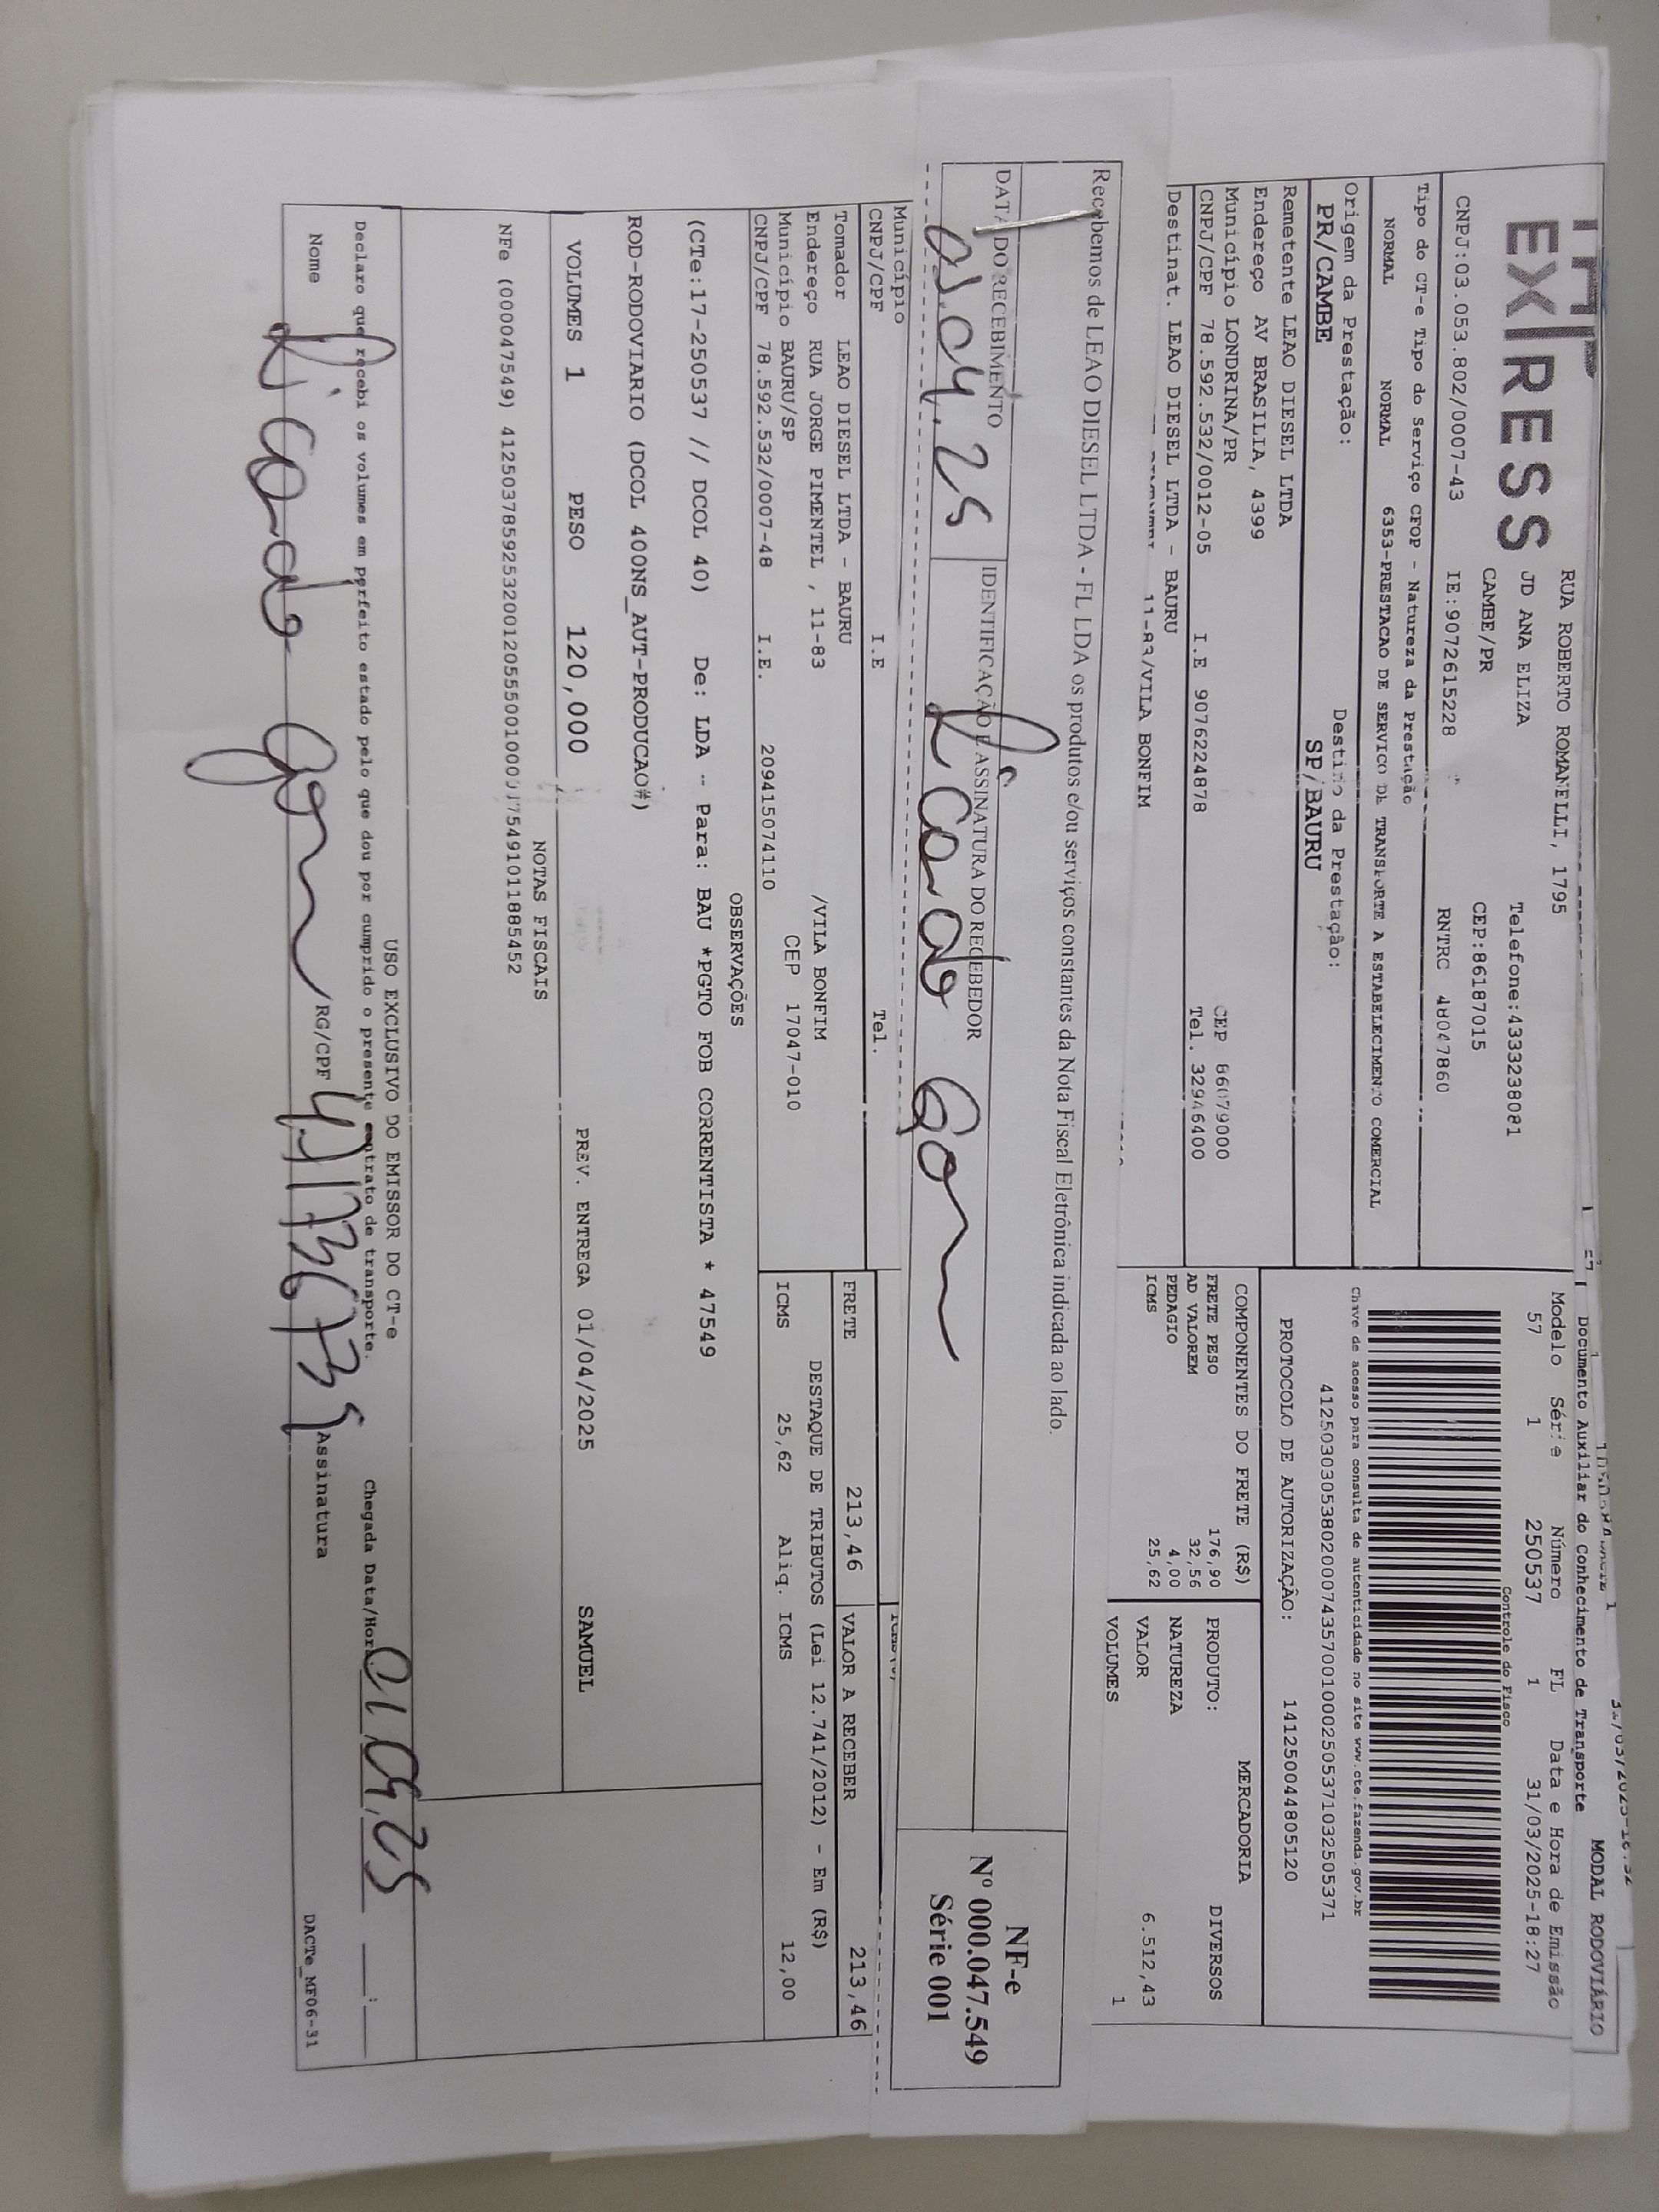 EXPRESS
RUA ROBERTO ROMANELLI, 1795
JD ANA ELIZA
CAMBE/PR
Telefone:4333238081
CEP:86187015
CNPJ:03.053.802/0007-43 IE:9072615228 RNTRC 48047860
MODAL RODOVIÁRIO
Documento Auxiliar do Conhecimento de Transporte
Modelo Série Número FL Data e Hora de Emissão
57 1 250537 1 31/03/2025-18:27
Controle do Fisco
Tipo do CT-e Tipo do Serviço CFOP - Natureza da Prestação
NORMAL NORMAL 6353-PRESTACAO DE SERVICO DE TRANSPORTE A ESTABELECIMENTO COMERCIAL
Chave de acesso para consulta de autenticidade no site www.cte.fazenda.gov.br
41250303053802000743570010002505371032505371
Origem da Prestação: Destino da Prestação:
PR/CAMBE SP/BAURU
PROTOCOLO DE AUTORIZAÇÃO: 141250044805120
Remetente LEAO DIESEL LTDA
Endereço AV BRASILIA, 4399
Município LONDRINA/PR CEP 86079000
CNPJ/CPF 78.592.532/0012-05 I.E 9076224878 Tel. 32946400
Destinat. LEAO DIESEL LTDA - BAURU
11-83/VILA BONFIM
COMPONENTES DO FRETE (R$)
FRETE PESO 176,90
AD VALOREM 32,56
PEDAGIO 4,00
ICMS 25,62
MERCADORIA
PRODUTO: DIVERSOS
NATUREZA
VALOR 6.512,43
VOLUMES 1
Recebemos de LEAO DIESEL LTDA - FL LDA os produtos e/ou serviços constantes da Nota Fiscal Eletrônica indicada ao lado.
DATA DO RECEBIMENTO IDENTIFICAÇÃO E ASSINATURA DO RECEBEDOR
01.04.25
NF-e
Nº 000.047.549
Série 001
Município
CNPJ/CPF I.E Tel.
Tomador LEAO DIESEL LTDA - BAURU
Endereço RUA JORGE PIMENTEL , 11-83 /VILA BONFIM
Município BAURU/SP CEP 17047-010
CNPJ/CPF 78.592.532/0007-48 I.E. 209415074110
FRETE 213,46 VALOR A RECEBER 213,46
DESTAQUE DE TRIBUTOS (Lei 12.741/2012) - Em (R$)
ICMS 25,62 Aliq. ICMS 12,00
OBSERVAÇÕES
(CTe:17-250537 // DCOL 40) De: LDA -- Para: BAU *PGTO FOB CORRENTISTA * 47549
ROD-RODOVIARIO (DCOL 400NS_AUT-PRODUCAO#)
VOLUMES 1 PESO 120,000 PREV. ENTREGA 01/04/2025 SAMUEL
NOTAS FISCAIS
NFe (000047549) 41250378592532001205550010000475491011885452
USO EXCLUSIVO DO EMISSOR DO CT-e
Declaro que recebi os volumes em perfeito estado pelo que dou por cumprido o presente contrato de transporte. Chegada Data/Hora 01.04.25
Nome RG/CPF Assinatura
DACTe_MF06-31